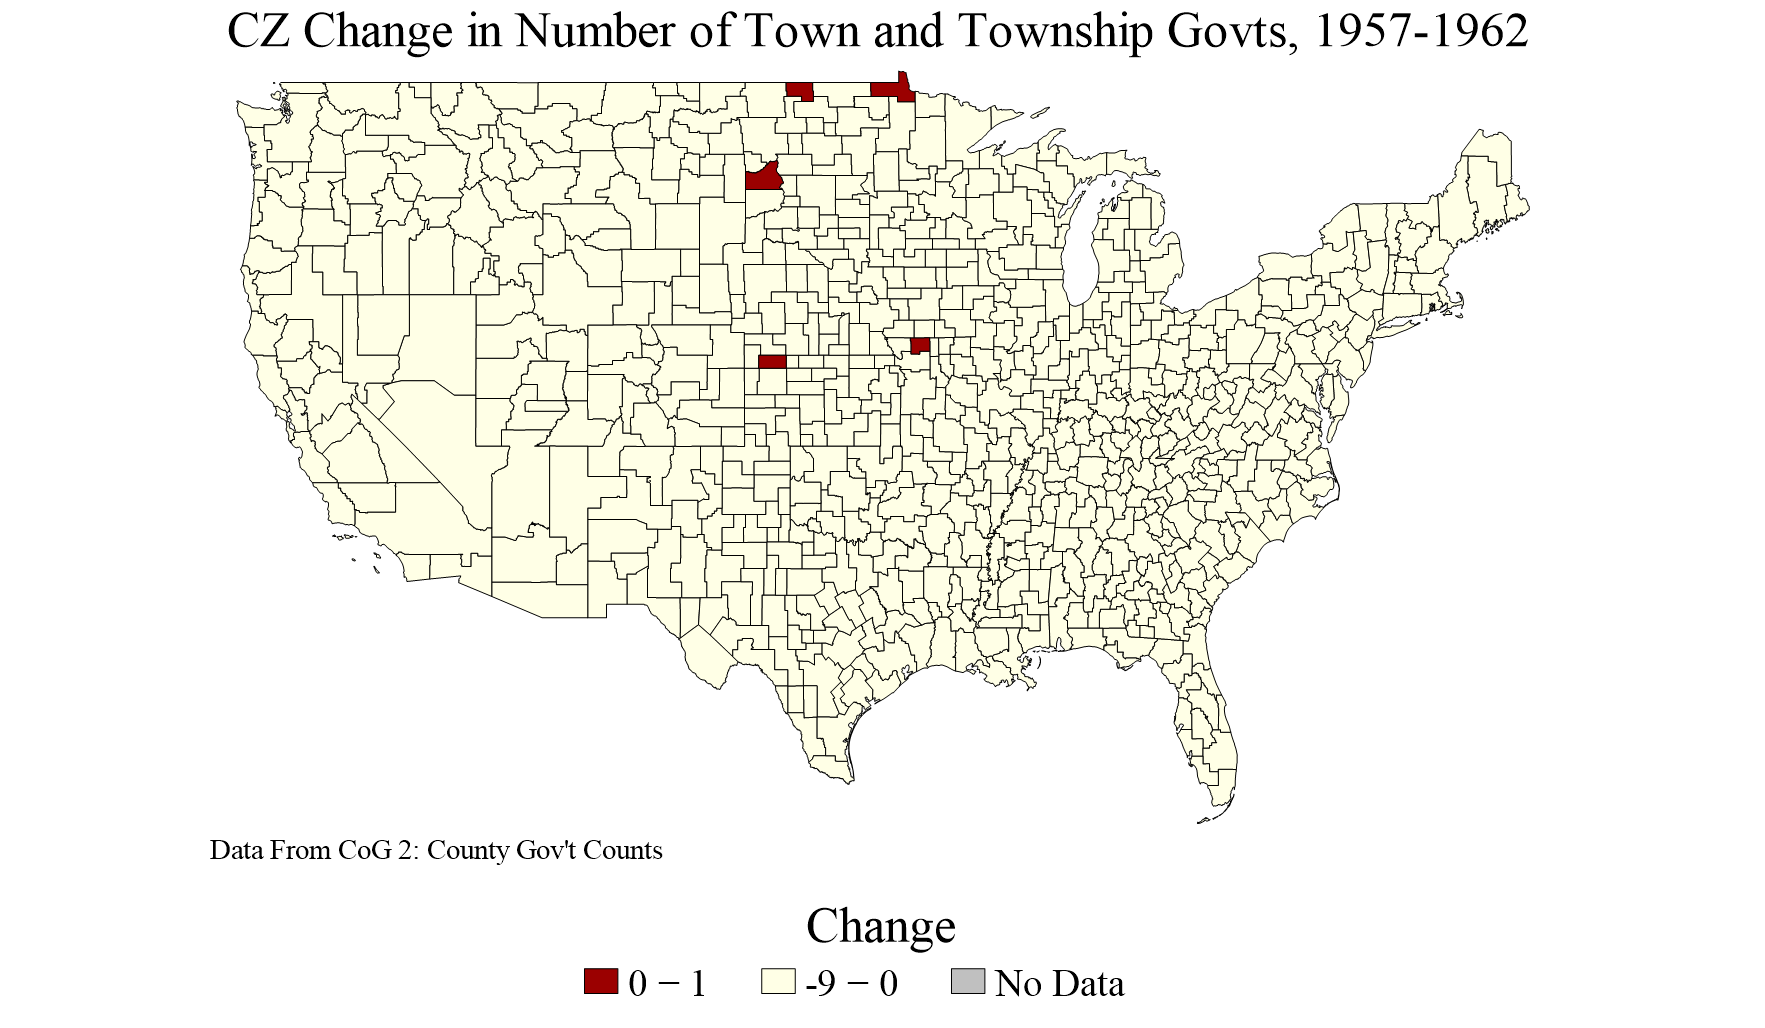 CZ Change in Number of Town and Township Govts, 1957-1962
Data From CoG 2: County Gov't Counts
Change
0 − 1
-9 − 0
No Data